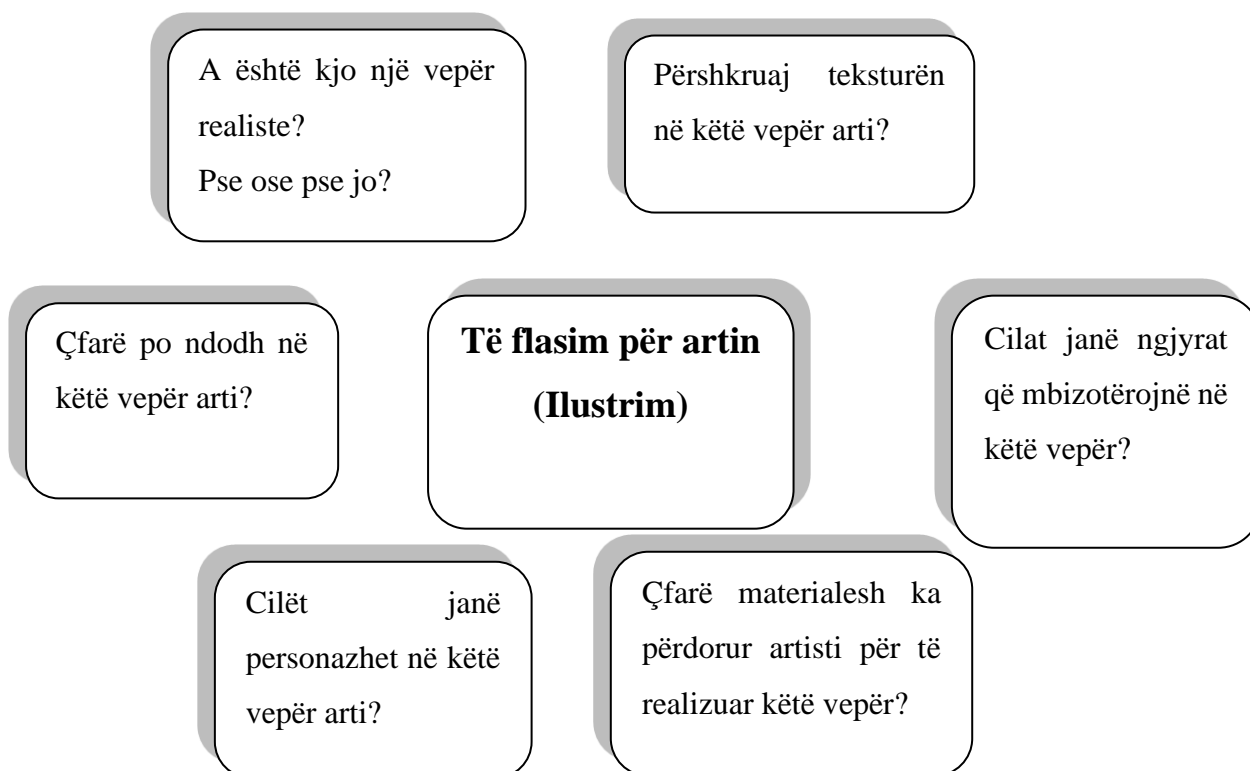 A është kjo një vepër
realiste?
Pse ose pse jo?
Përshkruaj teksturën
në këtë vepër arti?
Çfarë po ndodh në
këtë vepër arti?
Të flasim për artin
(Ilustrim)
Cilat janë ngjyrat
që mbizotërojnë në
këtë vepër?
Cilët janë
personazhet në këtë
vepër arti?
Çfarë materialesh ka
përdorur artisti për të
realizuar këtë vepër?